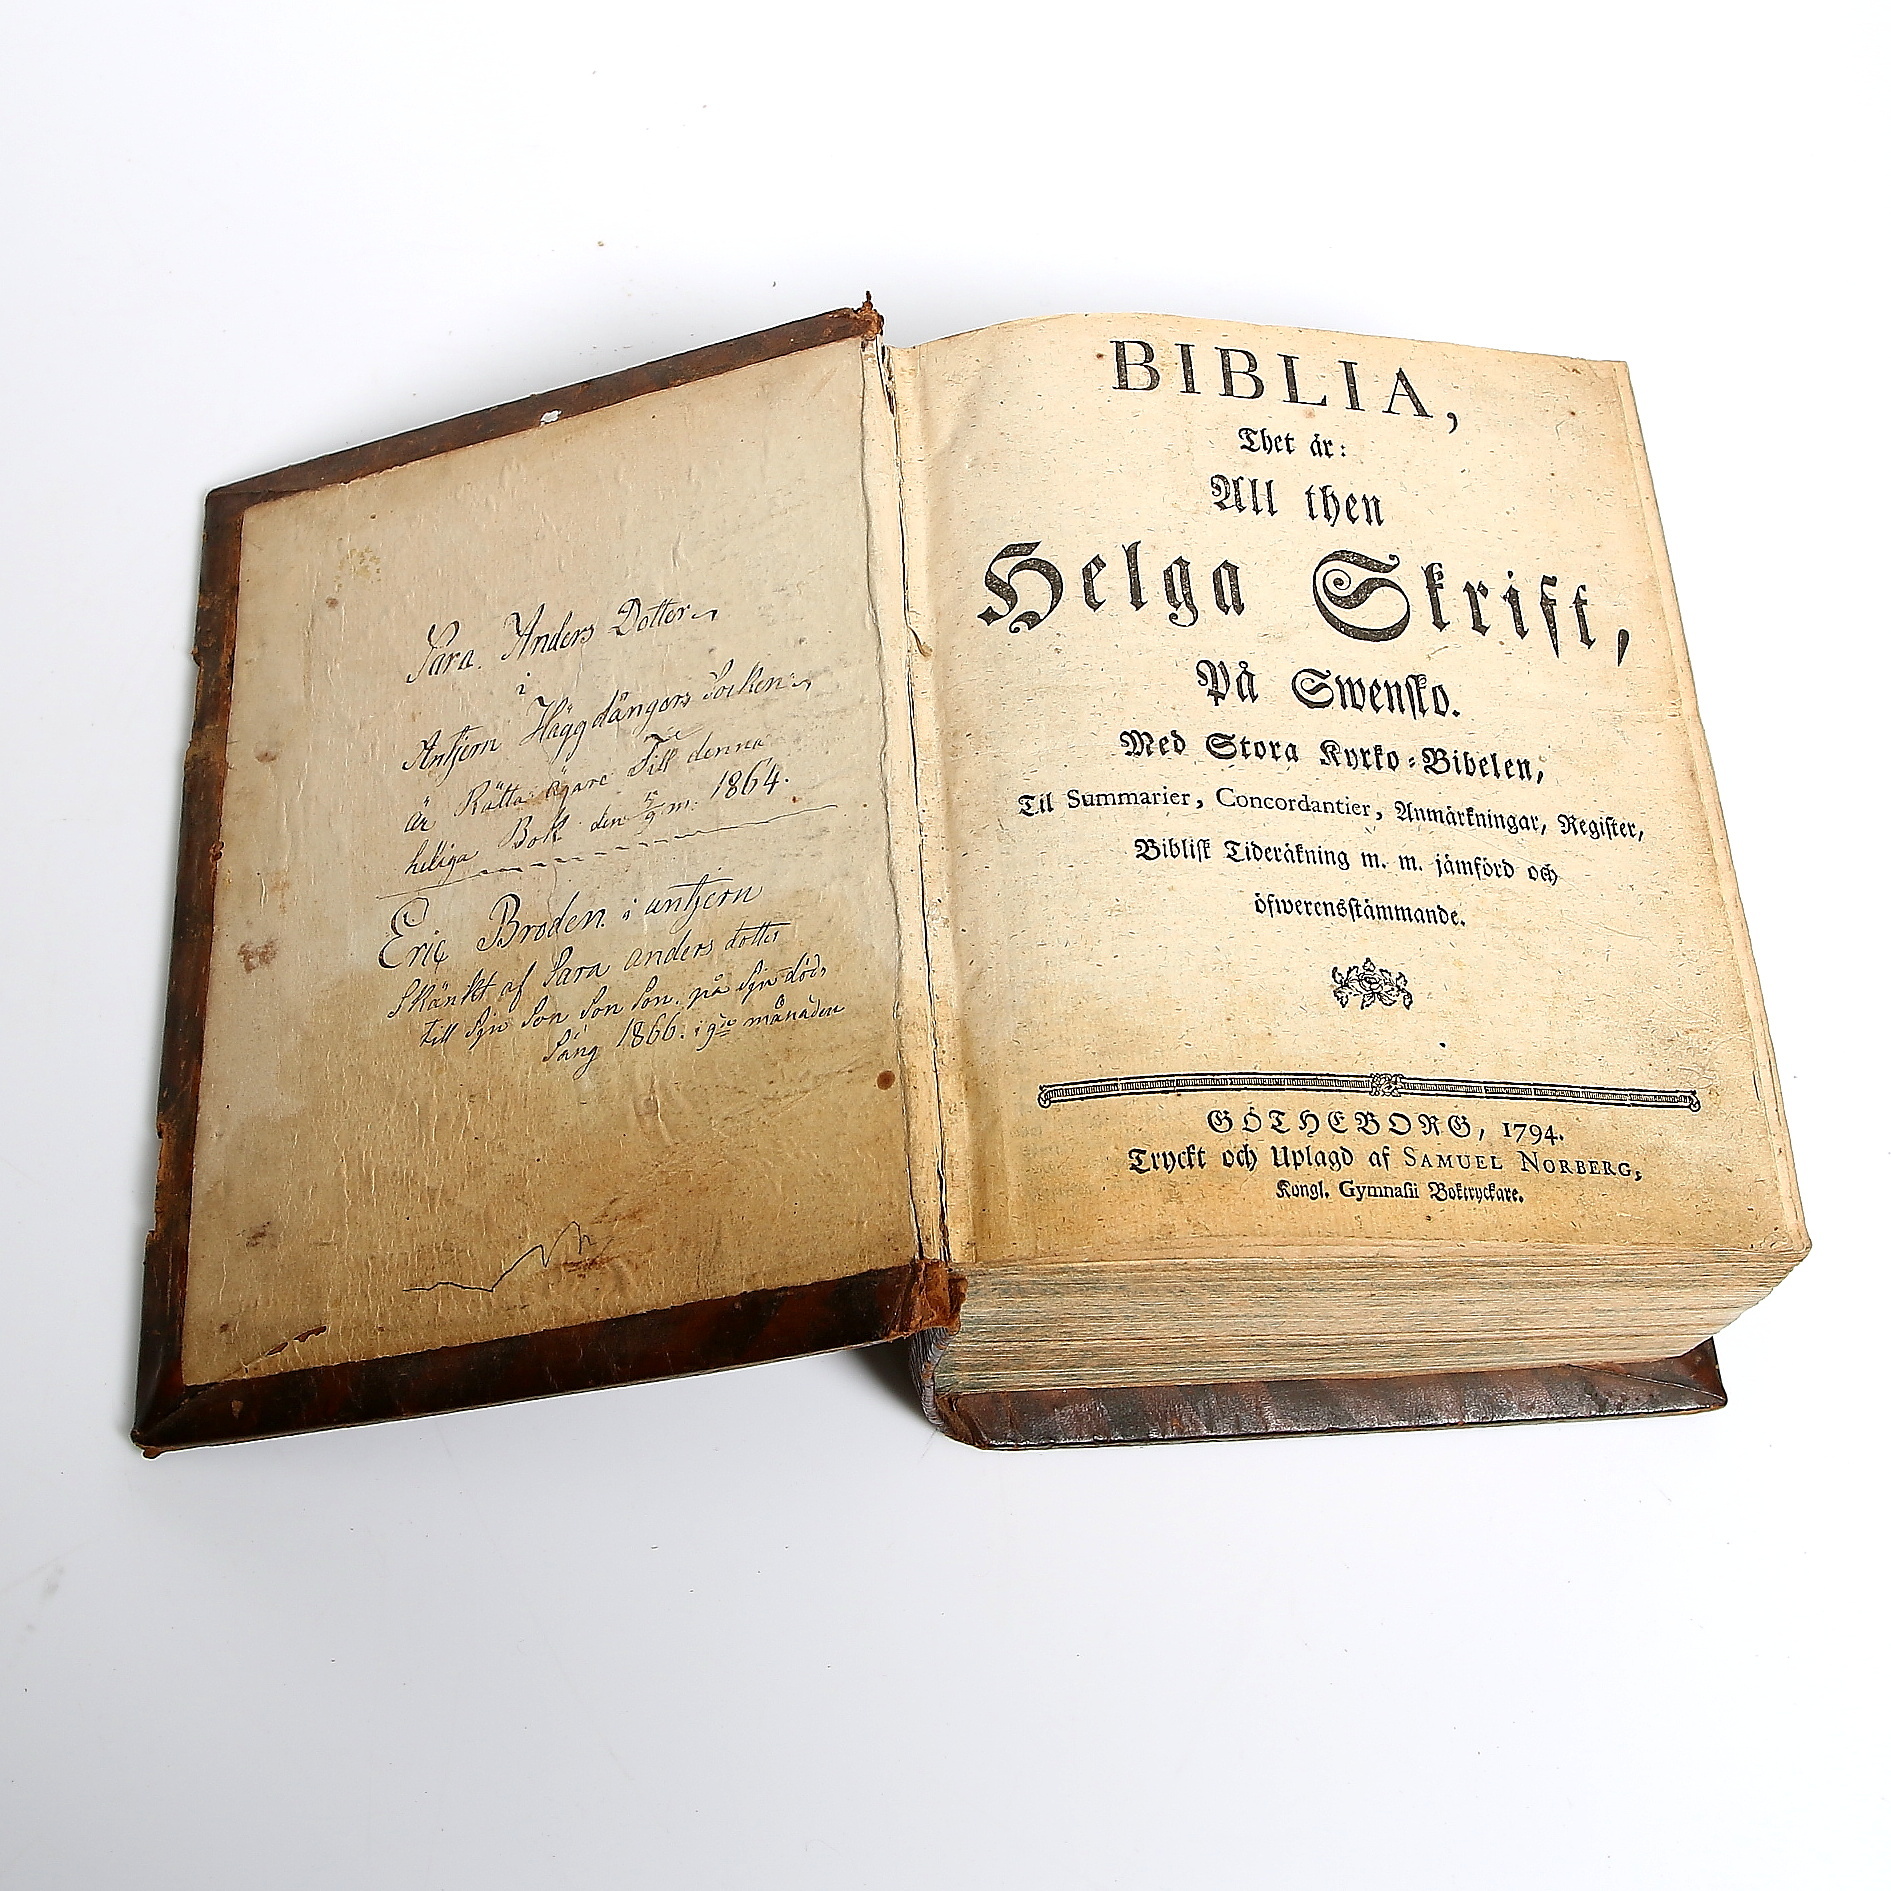 Sara. Anders Dotter
i
Antjern Häggdångers Socken
är Rätta ägare Till denna
heliga Bok den 5/9 m: 1864.
Eric Broden. i antjern
Skänkt af Sara anders dotter
till Sin Son Son Son. på Sin döds
Säng 1866: i 9de månaden
BIBLIA,
Thet är:
All then
Helga Skrift,
På Swensko.
Med Stora Kyrko-Bibelen,
Til Summarier, Concordantier, Anmärkningar, Register,
Biblisk Tideräkning m. m. jämförd och
öfwerensstämmande.
GÖTHEBORG, 1794.
Tryckt och Uplagd af SAMUEL NORBERG,
Kongl. Gymnasii Boktryckare.